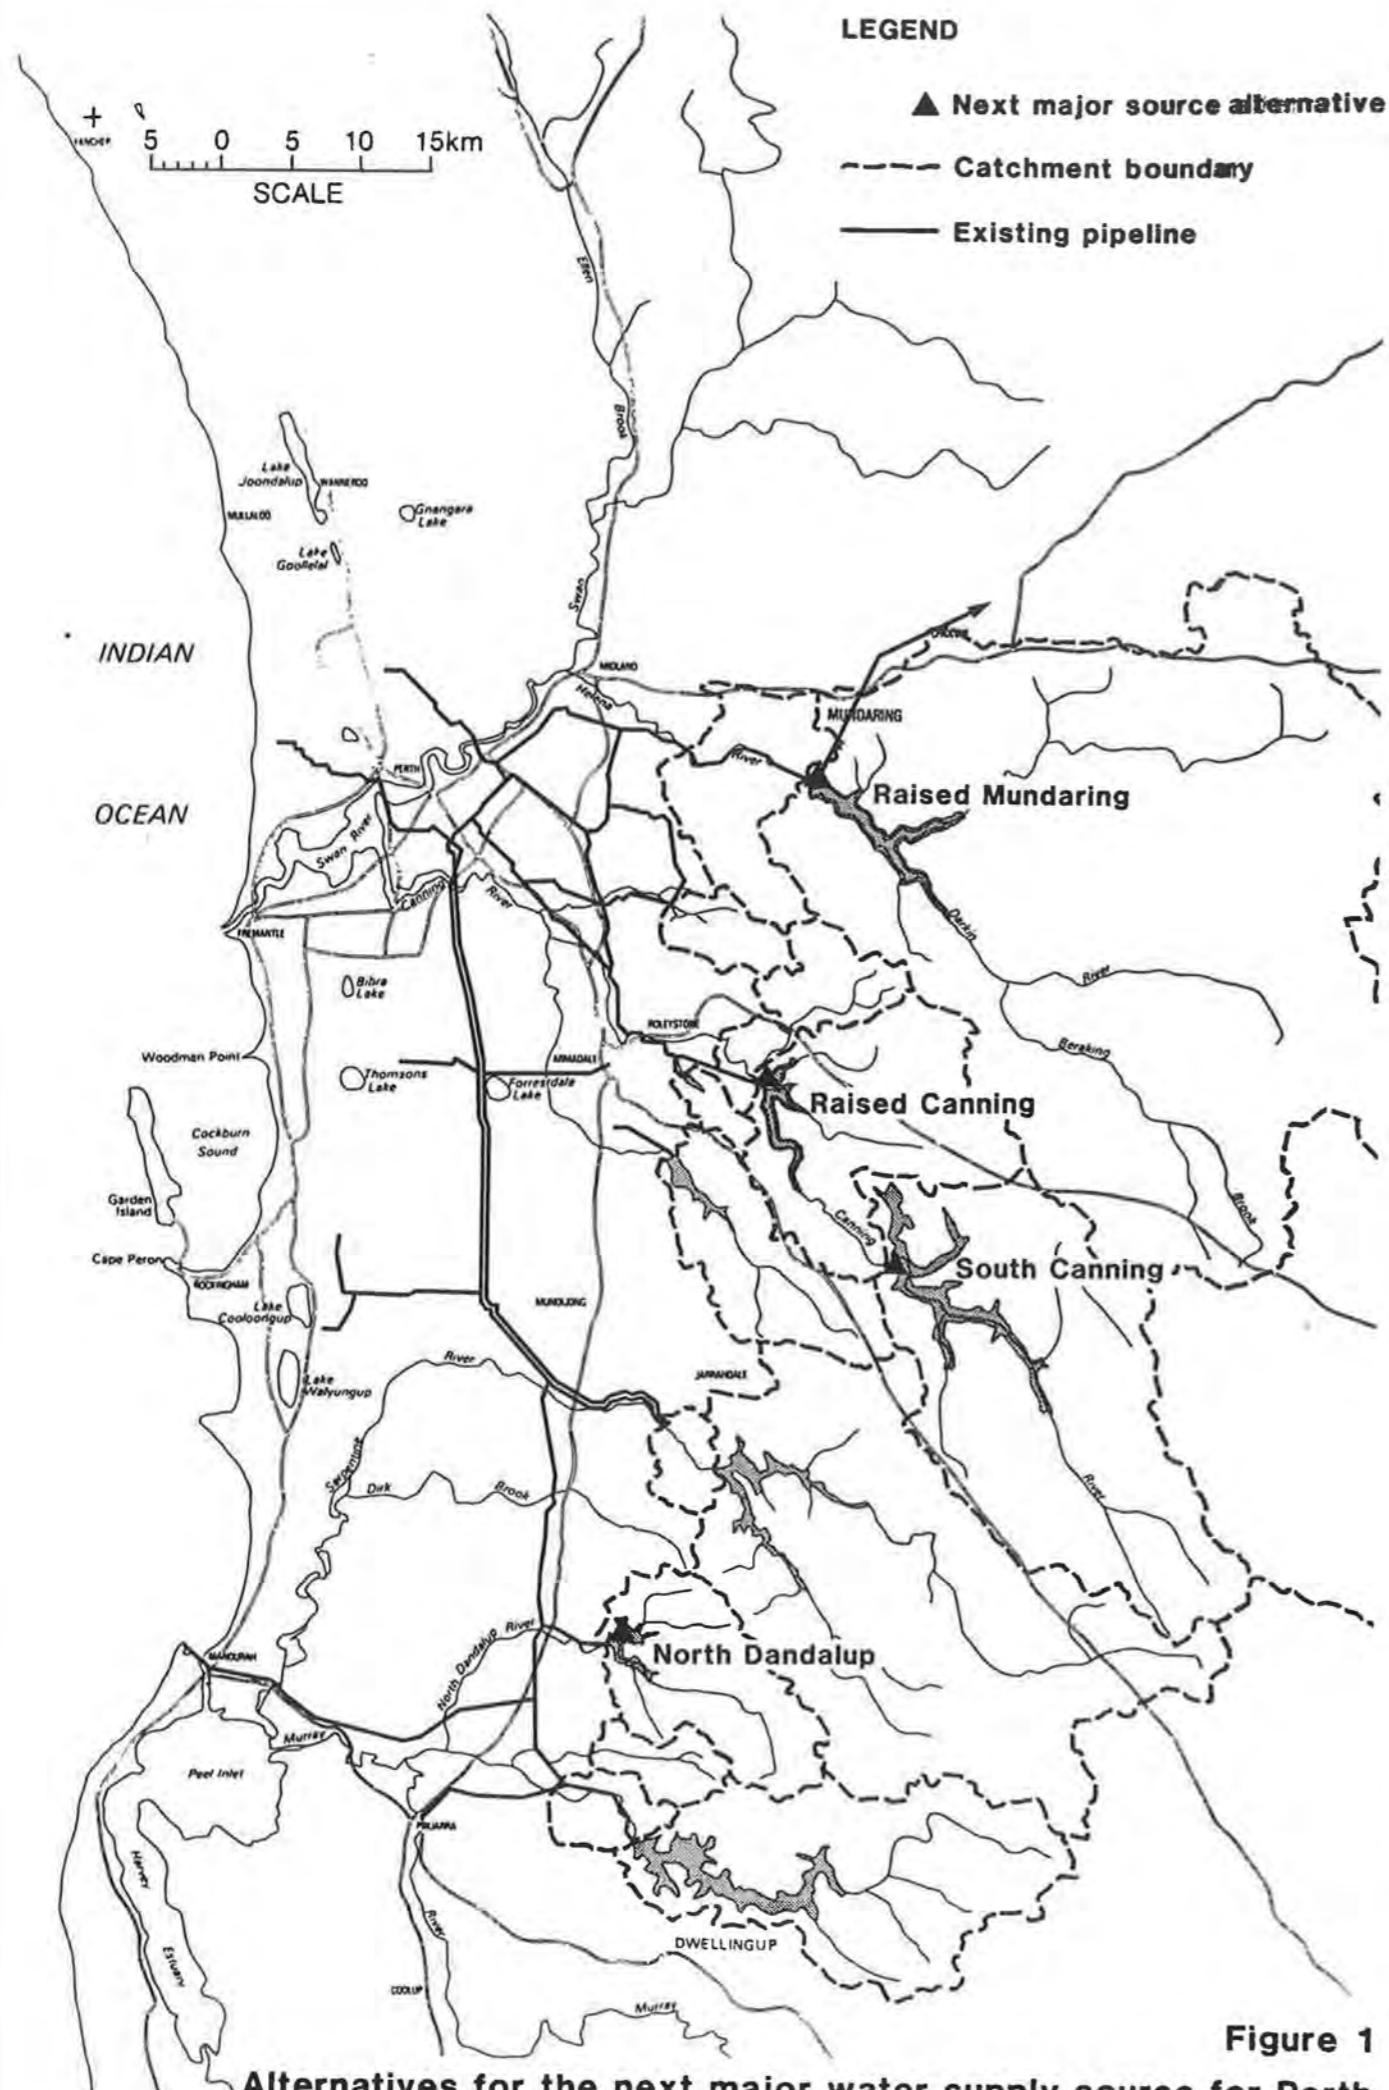 LEGEND
Next major source alternative
Catchment boundary
Existing pipeline
YANCHEP
5 0 5 10 15km
SCALE
Ellen
Brook
Lake
Joondalup
WANNEROO
MULLALOO
Gnangara
Lake
Lake
Goollelal
Swan
INDIAN
OCEAN
MIDLAND
Helena
River
CHIDLOW
MUNDARING
PERTH
Raised Mundaring
Swan River
Canning
River
FREMANTLE
Darkin
River
Bibra
Lake
Beraking
Brook
ROLEYSTONE
Woodman Point
ARMADALE
Thomsons
Lake
Forrestdale
Lake
Raised Canning
Cockburn
Sound
Garden
Island
Canning
Cape Peron
ROCKINGHAM
South Canning
Lake
Cooloongup
MUNDIJONG
River
Lake
Walyungup
JARRAHDALE
Serpentine
Dirk
Brook
River
North Dandalup River
North Dandalup
MANDURAH
Murray
Peel Inlet
PINJARRA
Harvey
Estuary
River
DWELLINGUP
COOLUP
Murray
Figure 1
Alternatives for the next major water supply source for Perth